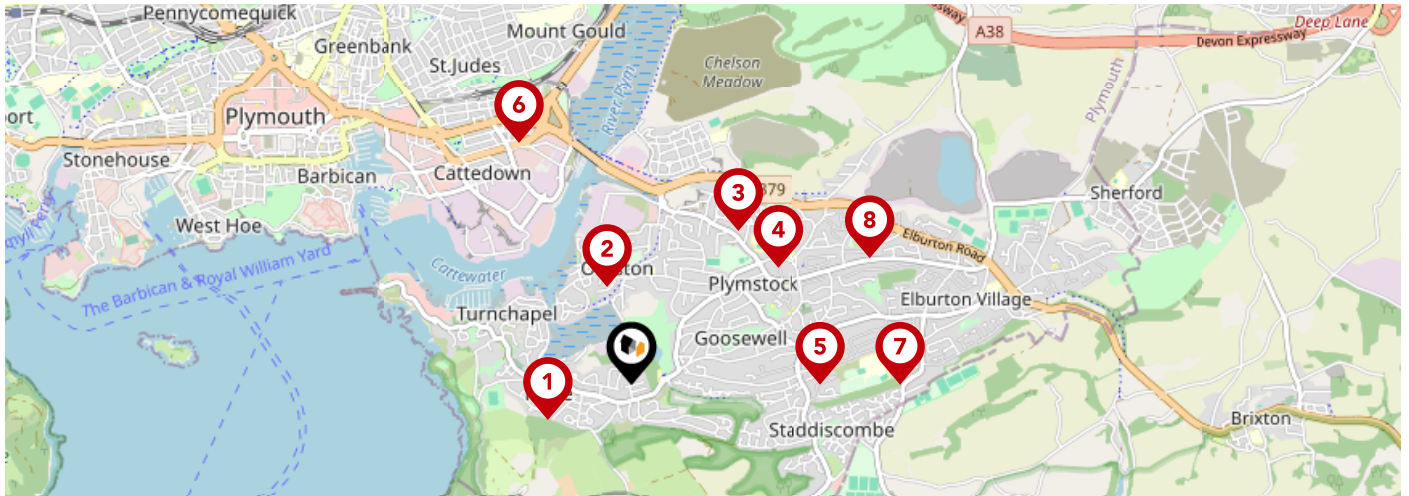 Pennycomequick
Mount Gould
Greenbank
St.Judes
Chelson
Meadow
A38
Deep Lane
Devon Expressway
Plymouth
River Plym
6
Plymouth
Stonehouse
Barbican
Cattedown
West Hoe
Sherford
3
4
8
2
Elburton Road
Cattewater
The Barbican & Royal William Yard
Plymstock
Elburton Village
Turnchapel
Goosewell
5
7
1
Staddiscombe
Brixton